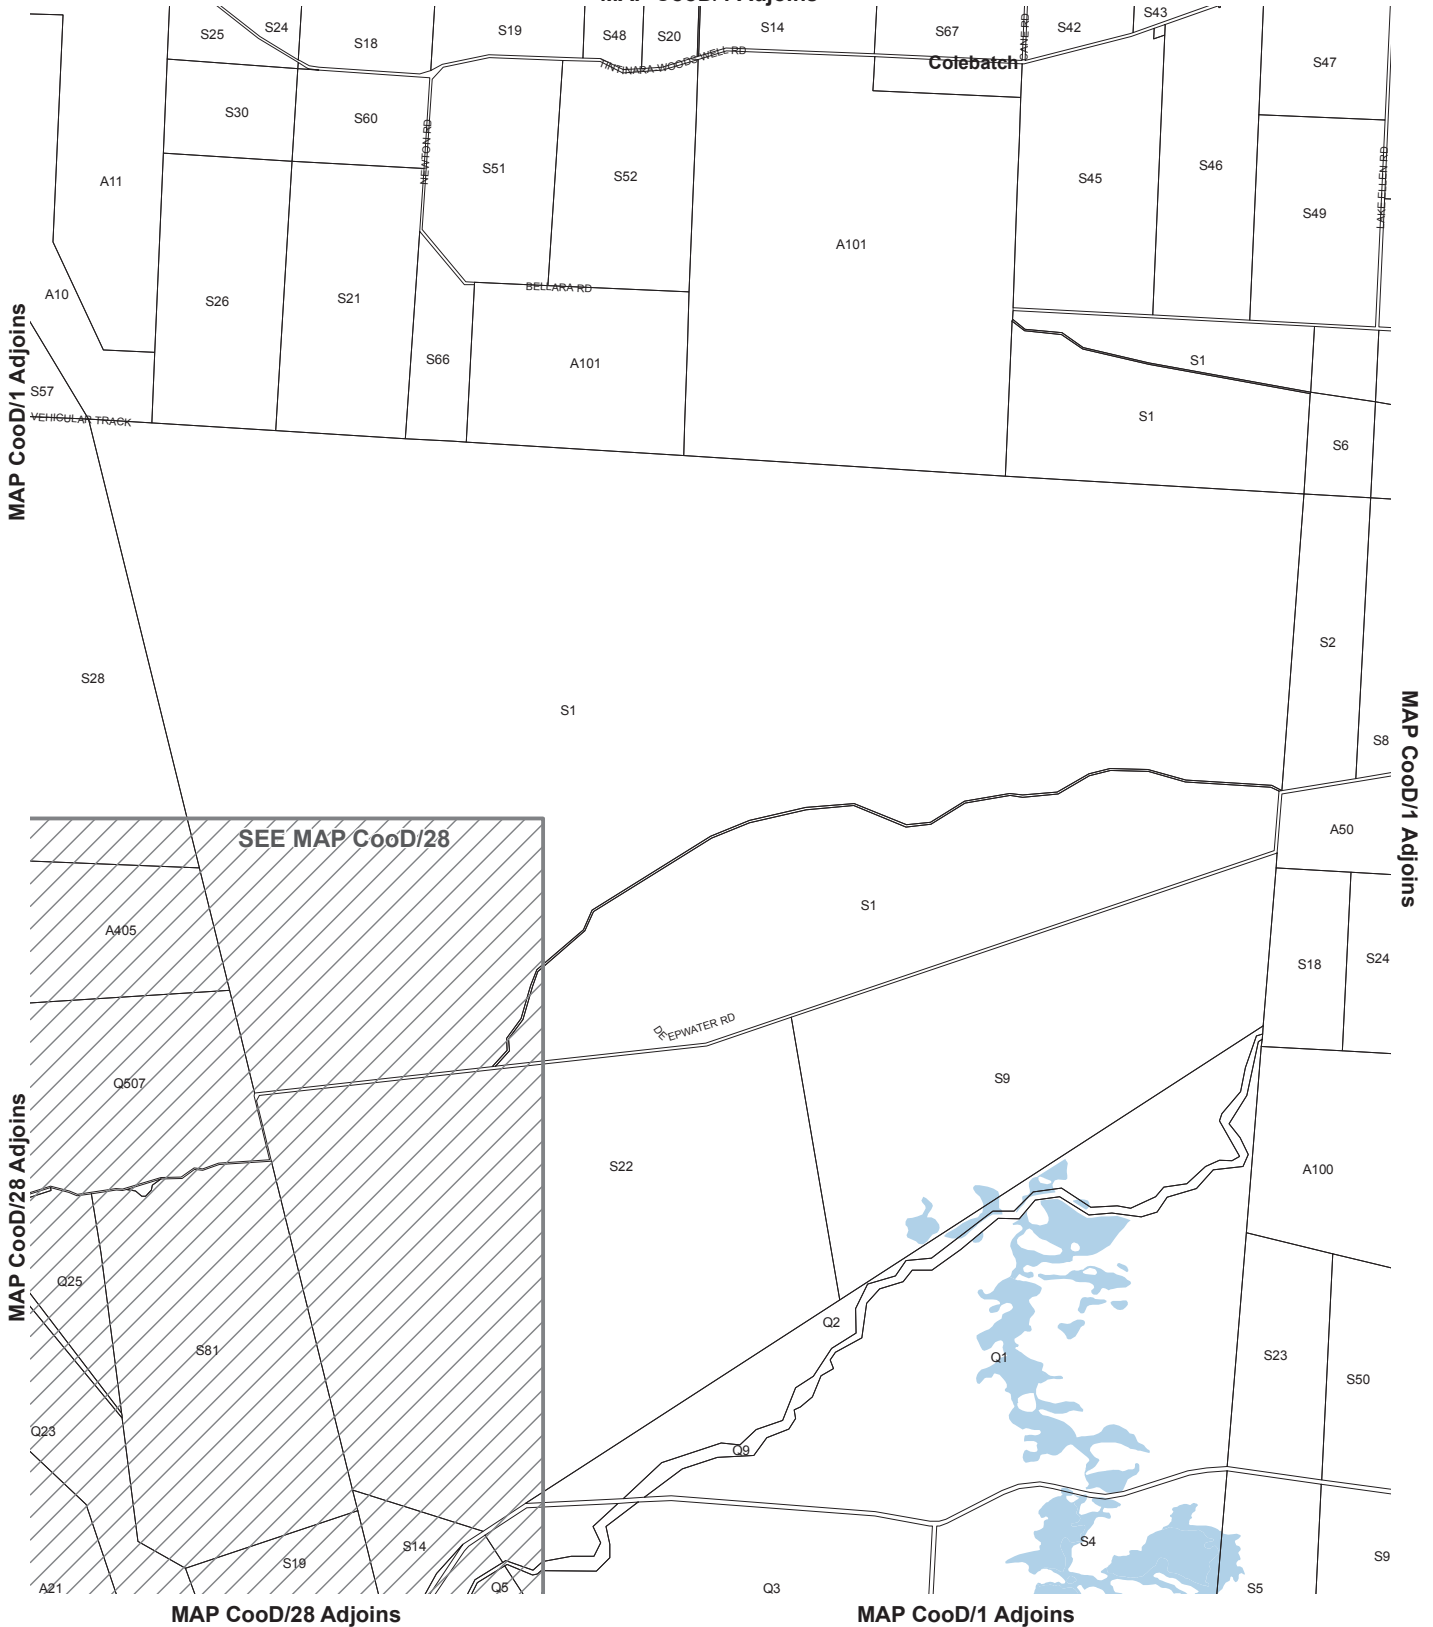 S25
S24
S18
S19
S48
S20
S14
S67
SANE RD
S42
S43
TINTINARA WOODS WELL RD
Colebatch
S47
S30
S60
NEWTON RD
S51
S52
A11
S45
S46
LAKE ELLEN RD
S49
A101
A10
S26
S21
BELLARA RD
S66
A101
S1
S57
VEHICULAR TRACK
S1
S6
MAP CooD/1 Adjoins
S2
S28
S1
S8
MAP CooD/1 Adjoins
SEE MAP CooD/28
A50
A405
S1
S18
S24
DEEPWATER RD
Q507
S9
S22
A100
MAP CooD/28 Adjoins
Q25
Q2
S81
Q1
S23
S50
Q23
Q9
S14
S4
S19
S9
A21
Q5
Q3
S5
MAP CooD/28 Adjoins
MAP CooD/1 Adjoins